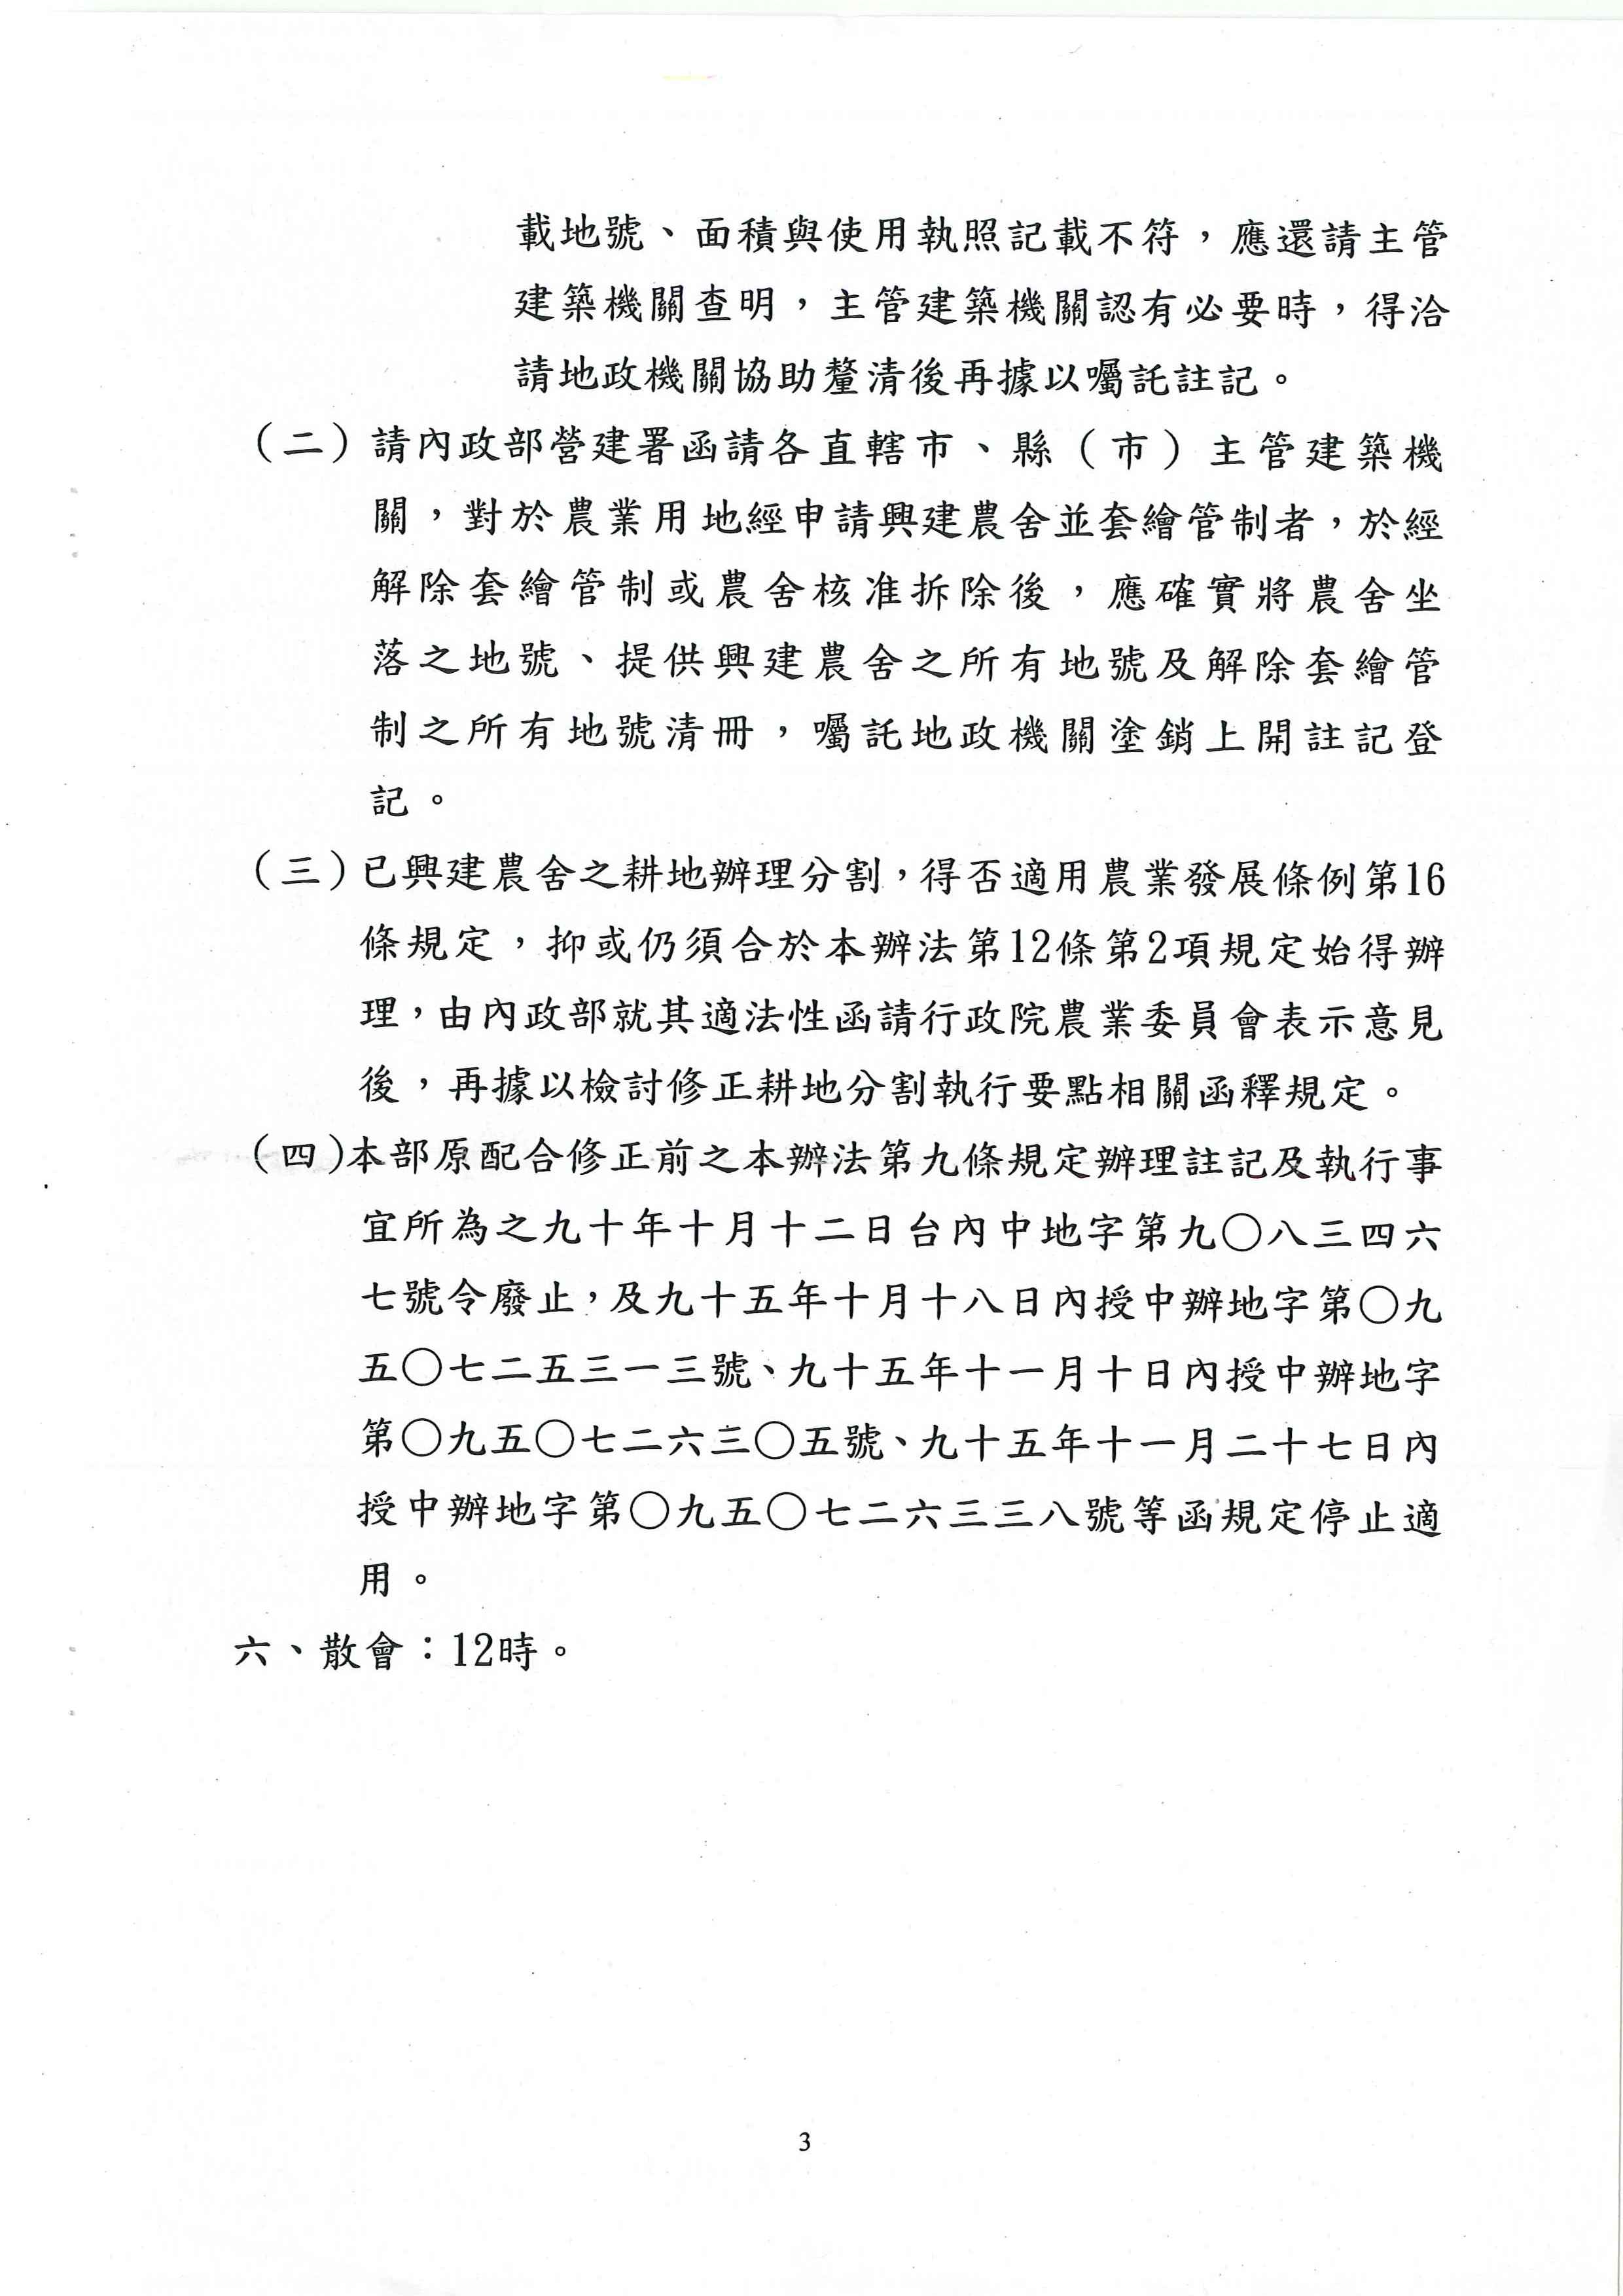 載地號、面積與使用執照記載不符，應還請主管
建築機關查明，主管建築機關認有必要時，得洽
請地政機關協助釐清後再據以囑託註記。
（二）請內政部營建署函請各直轄市、縣（市）主管建築機
關，對於農業用地經申請興建農舍並套繪管制者，於經
解除套繪管制或農舍核准拆除後，應確實將農舍坐
落之地號、提供興建農舍之所有地號及解除套繪管
制之所有地號清冊，囑託地政機關塗銷上開註記登
記。
（三）已興建農舍之耕地辦理分割，得否適用農業發展條例第16
條規定，抑或仍須合於本辦法第12條第2項規定始得辦
理，由內政部就其適法性函請行政院農業委員會表示意見
後，再據以檢討修正耕地分割執行要點相關函釋規定。
（四）本部原配合修正前之本辦法第九條規定辦理註記及執行事
宜所為之九十年十月十二日台內中地字第九〇八三四六
七號令廢止，及九十五年十月十八日內授中辦地字第〇九
五〇七二五三一三號、九十五年十一月十日內授中辦地字
第〇九五〇七二六三〇五號、九十五年十一月二十七日內
授中辦地字第〇九五〇七二六三三八號等函規定停止適
用。
六、散會：12時。
3